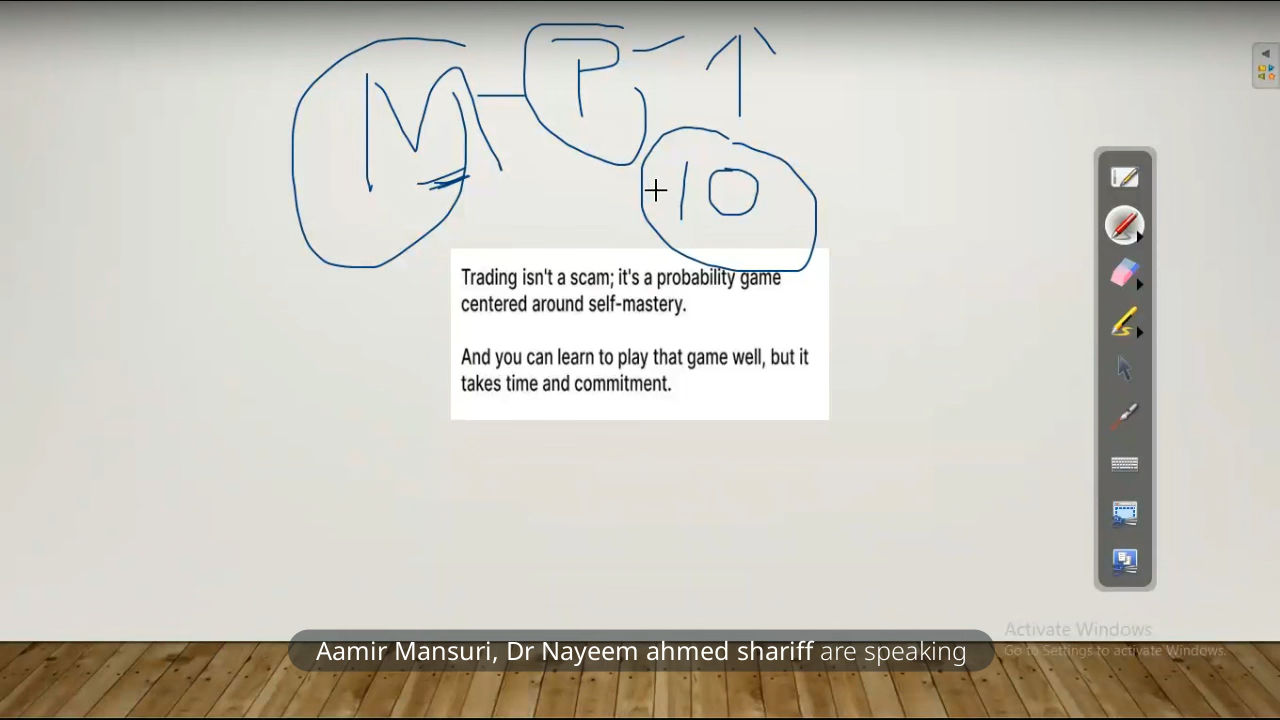 M P
10
Trading isn't a scam; it's a probability game
centered around self-mastery.
And you can learn to play that game well, but it
takes time and commitment.
Activate Windows
Go to Settings to activate Windows.
Aamir Mansuri, Dr Nayeem ahmed shariff are speaking